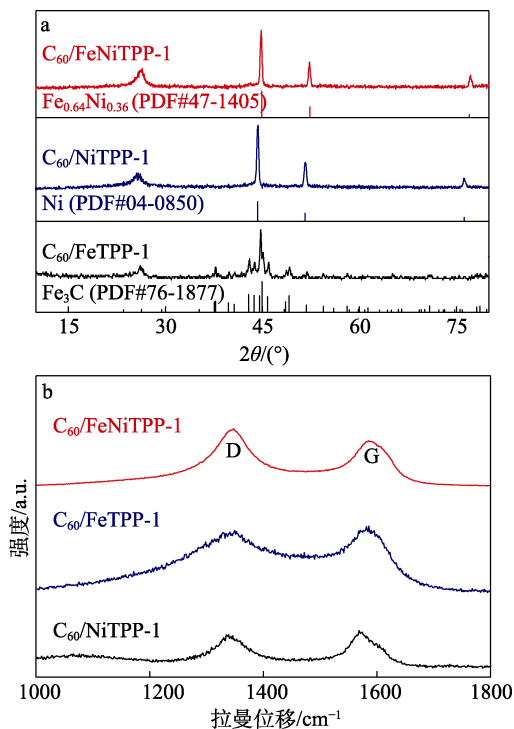 a
C₆₀/FeNiTPP-1
Fe₀.₆₄Ni₀.₃₆ (PDF#47-1405)
C₆₀/NiTPP-1
Ni (PDF#04-0850)
C₆₀/FeTPP-1
Fe₃C (PDF#76-1877)
15 30 45 60 75
2θ/(°)
b
C₆₀/FeNiTPP-1
D G
C₆₀/FeTPP-1
C₆₀/NiTPP-1
强度/a.u.
1000 1200 1400 1600 1800
拉曼位移/cm⁻¹